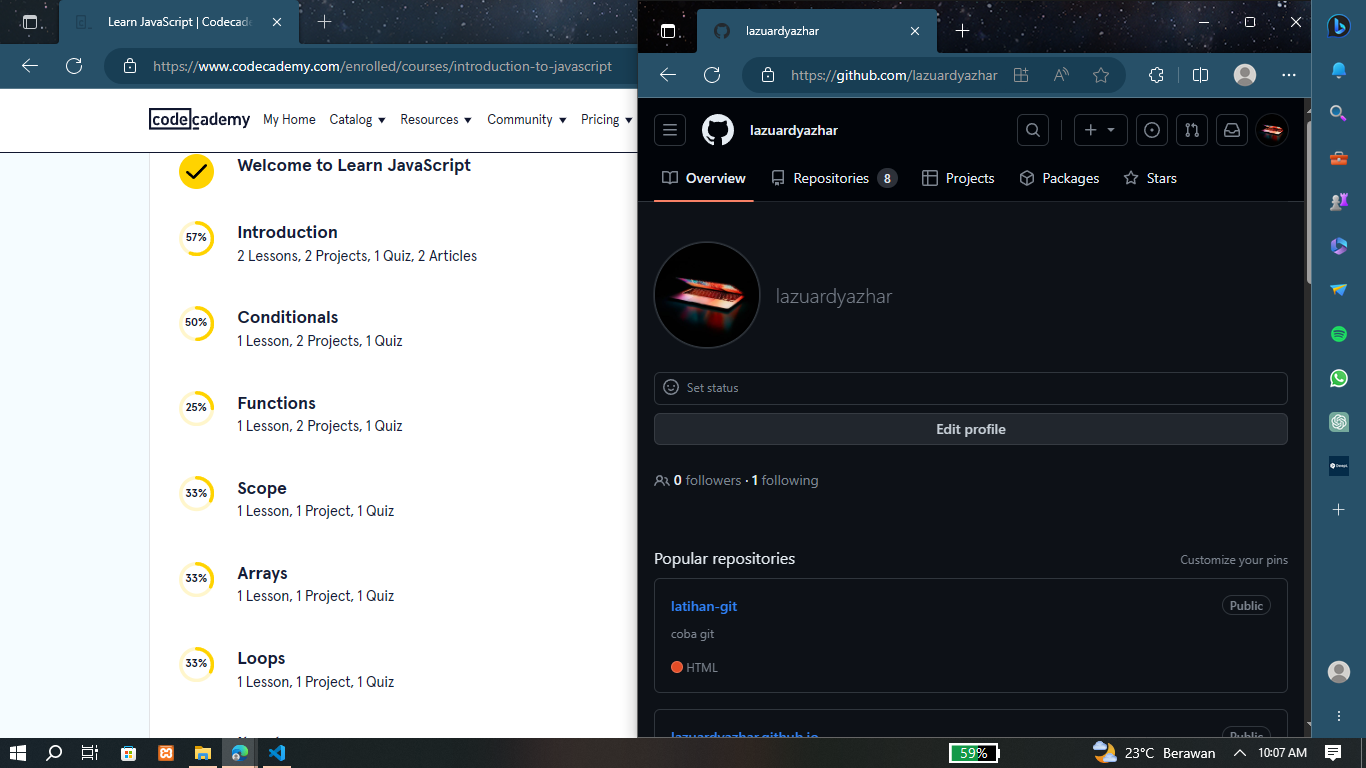 Learn JavaScript | Codecade
https://www.codecademy.com/enrolled/courses/introduction-to-javascript
codecademy
My Home
Catalog
Resources
Community
Pricing
Welcome to Learn JavaScript
57%
Introduction
2 Lessons, 2 Projects, 1 Quiz, 2 Articles
50%
Conditionals
1 Lesson, 2 Projects, 1 Quiz
25%
Functions
1 Lesson, 2 Projects, 1 Quiz
33%
Scope
1 Lesson, 1 Project, 1 Quiz
33%
Arrays
1 Lesson, 1 Project, 1 Quiz
33%
Loops
1 Lesson, 1 Project, 1 Quiz
lazuardyazhar
https://github.com/lazuardyazhar
lazuardyazhar
Overview
Repositories 8
Projects
Packages
Stars
lazuardyazhar
Set status
Edit profile
0 followers · 1 following
Popular repositories
Customize your pins
latihan-git
Public
coba git
HTML
lazuardyazhar.github.io
Public
59%
23°C Berawan
10:07 AM